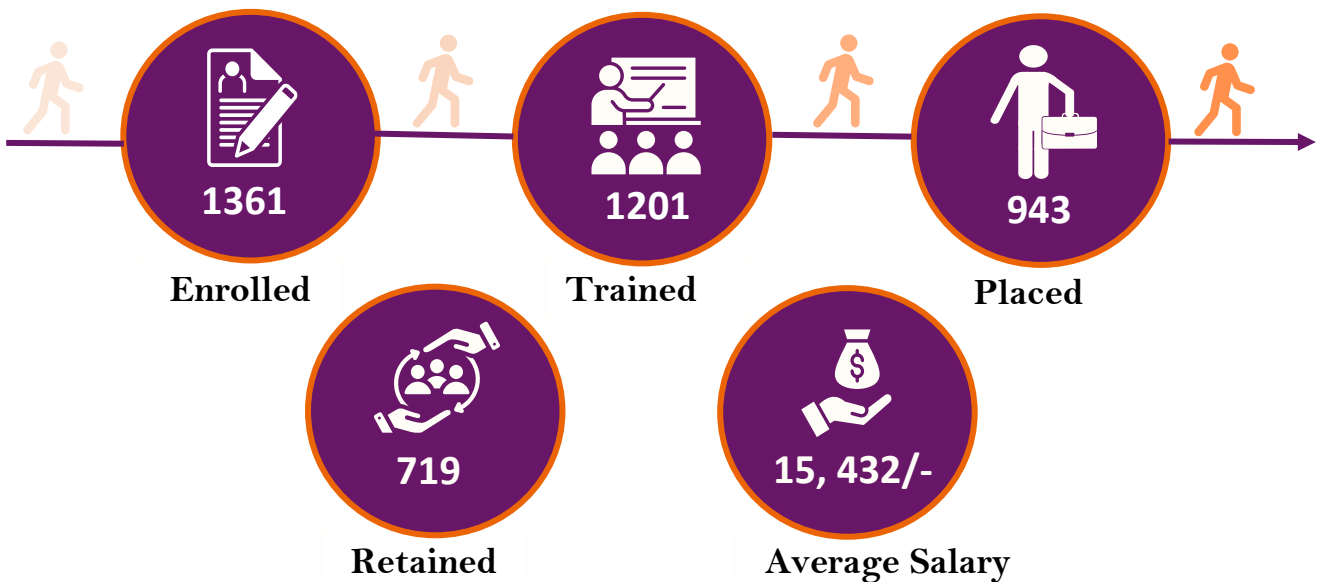 1361
Enrolled
1201
Trained
943
Placed
719
Retained
$
15, 432/-
Average Salary